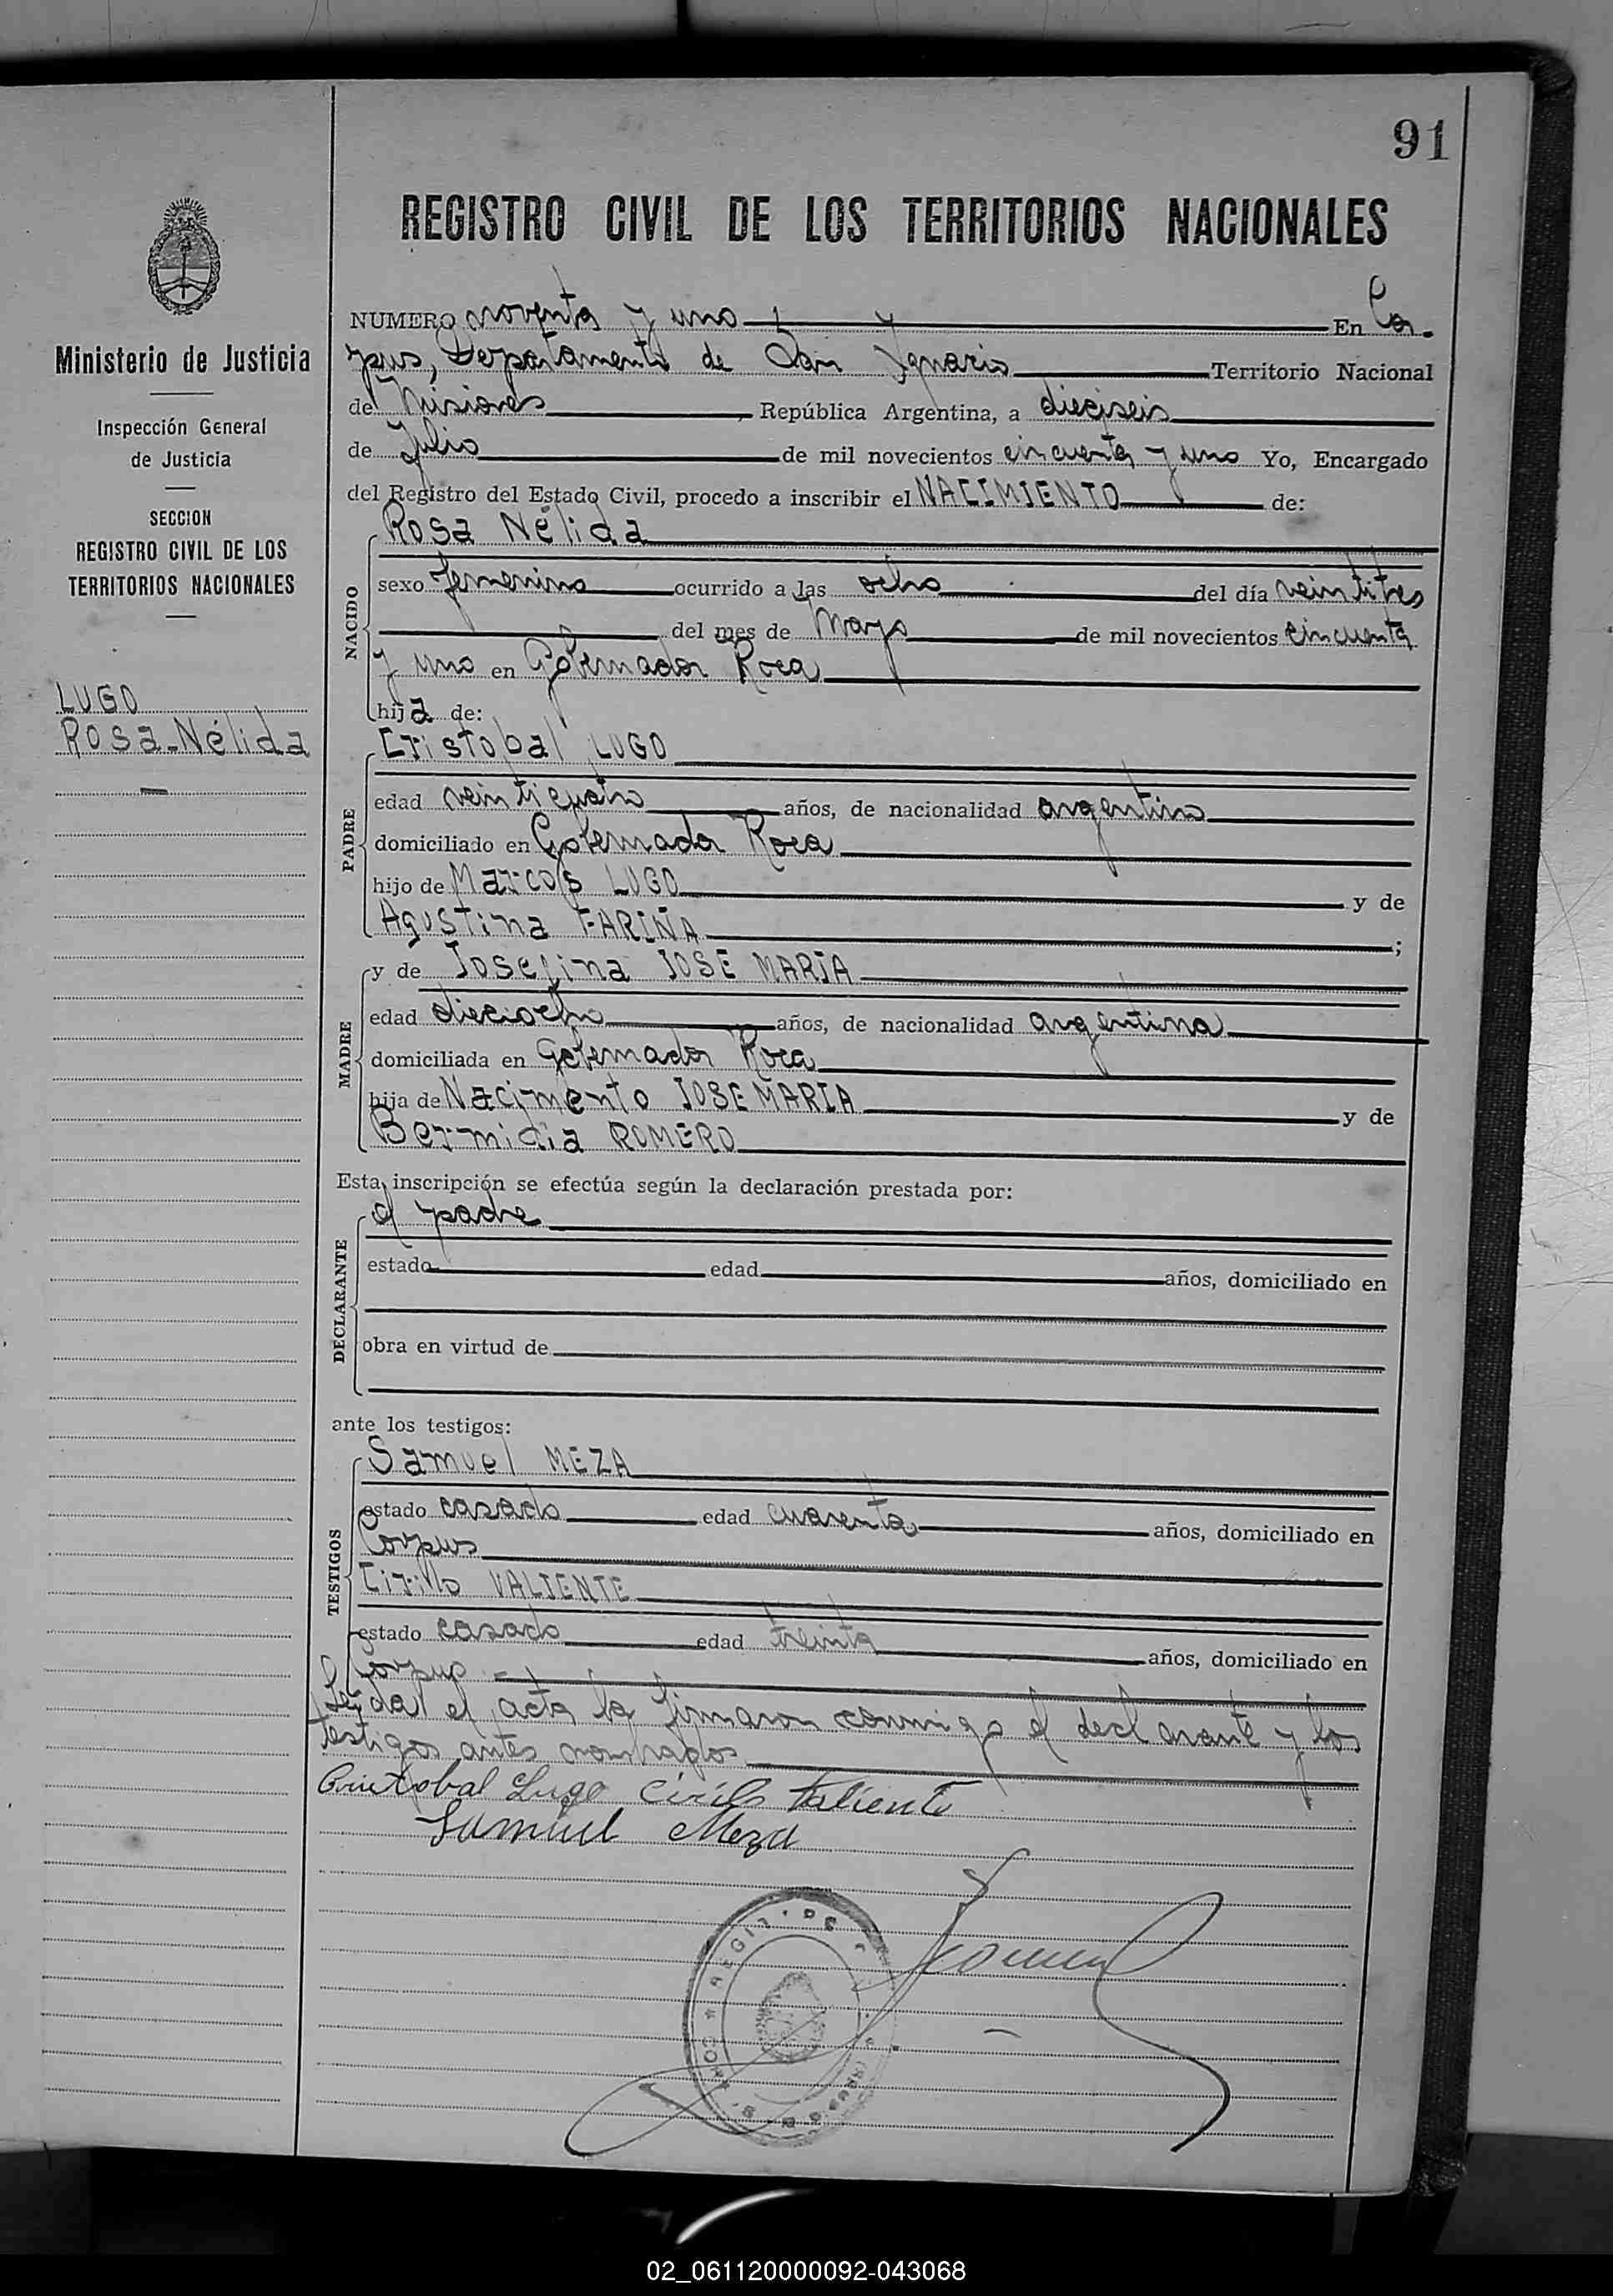 91
REGISTRO CIVIL DE LOS TERRITORIOS NACIONALES
Ministerio de Justicia
Inspección General
de Justicia
SECCION
REGISTRO CIVIL DE LOS
TERRITORIOS NACIONALES
LUGO
Rosa-Nélida
NUMERO noventa y uno En Cor-
pus, Departamento de San Ignacio Territorio Nacional
de Misiones, República Argentina, a dieciseis
de Julio de mil novecientos cincuenta y uno Yo, Encargado
del Registro del Estado Civil, procedo a inscribir el NACIMIENTO de:
NACIDO
Rosa Nélida
sexo femenino ocurrido a las ocho del día veintitres
del mes de Mayo de mil novecientos cincuenta
y uno en Gobernador Roca
hija de:
PADRE
Cristobal LUGO
edad veinticuatro años, de nacionalidad argentino
domiciliado en Gobernador Roca
hijo de Marcos LUGO y de
Agustina FARIÑA;
MADRE
y de Josefina JOSE MARIA
edad dieciocho años, de nacionalidad argentina
domiciliada en Gobernador Roca
hija de Nacimento JOSE MARIA y de
Bermidia ROMERO
Esta inscripción se efectúa según la declaración prestada por:
DECLARANTE
el padre
estado edad años, domiciliado en
obra en virtud de
ante los testigos:
TESTIGOS
Samuel MEZA
estado casado edad cuarenta años, domiciliado en
Corpus
Cirilo VALIENTE
estado casado edad treinta años, domiciliado en
Corpus.-
Leída el acta la firmaron conmigo el declarante y los
testigos antes nombrados
Cristobal Lugo Cirilo Valiente
Samuel Meza
02_061120000092-043068